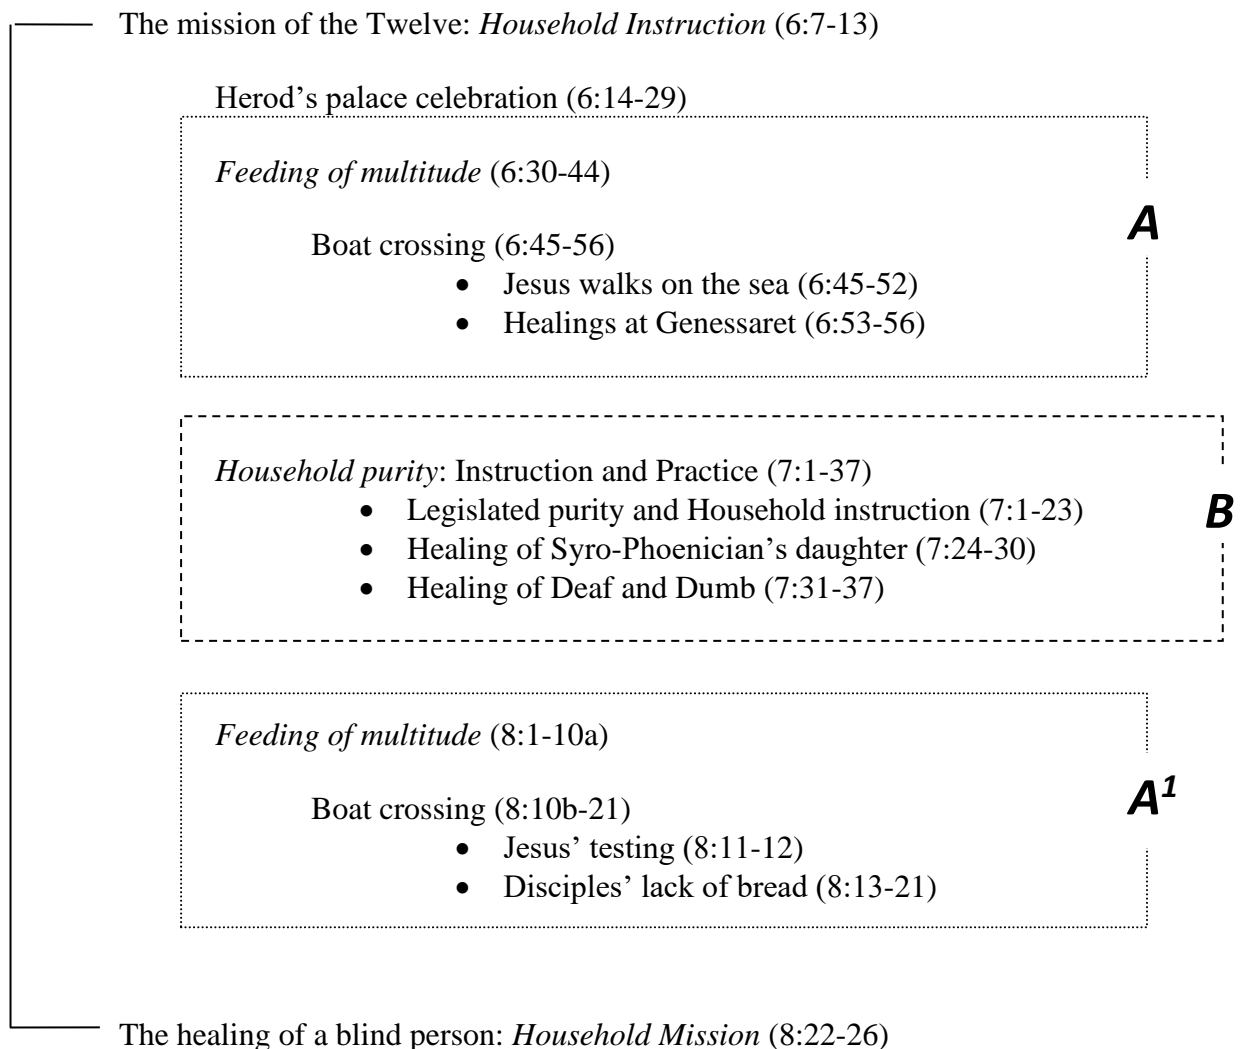 The mission of the Twelve: Household Instruction (6:7-13)
Herod’s palace celebration (6:14-29)
Feeding of multitude (6:30-44)
A
Boat crossing (6:45-56)
• Jesus walks on the sea (6:45-52)
• Healings at Genessaret (6:53-56)
Household purity: Instruction and Practice (7:1-37)
• Legislated purity and Household instruction (7:1-23)
B
• Healing of Syro-Phoenician’s daughter (7:24-30)
• Healing of Deaf and Dumb (7:31-37)
Feeding of multitude (8:1-10a)
A¹
Boat crossing (8:10b-21)
• Jesus’ testing (8:11-12)
• Disciples’ lack of bread (8:13-21)
The healing of a blind person: Household Mission (8:22-26)